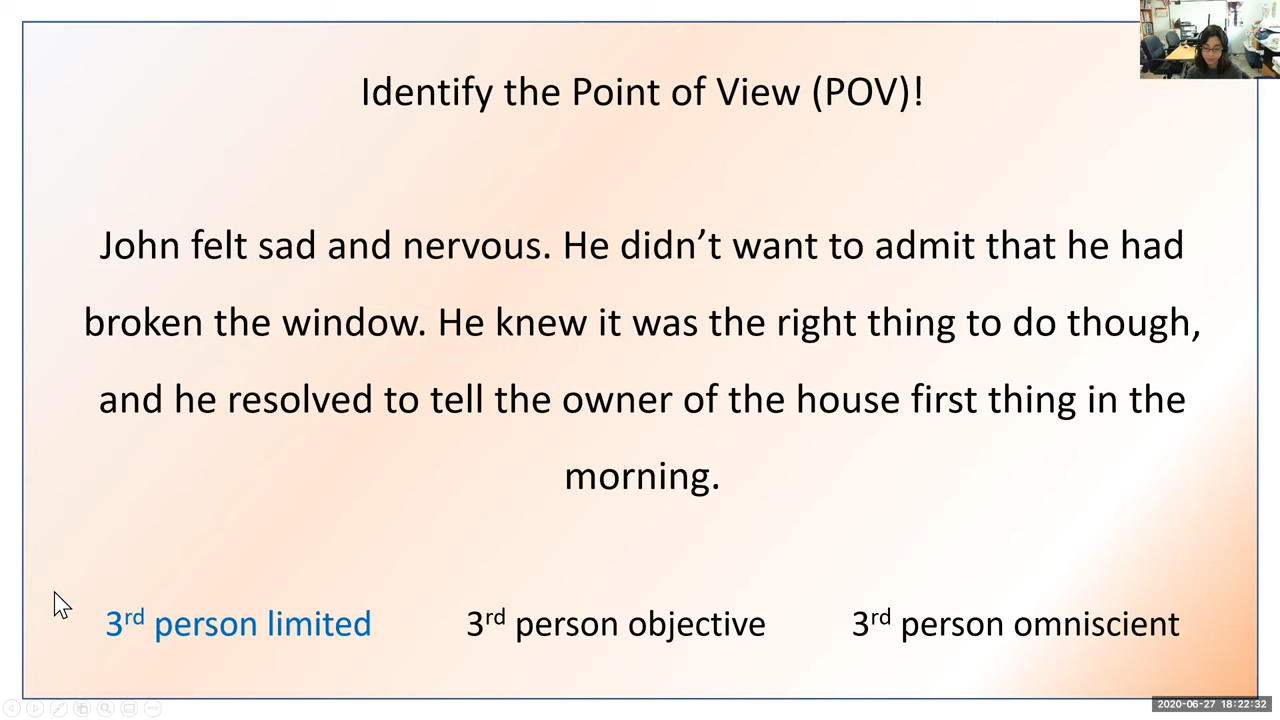 Identify the Point of View (POV)!
John felt sad and nervous. He didn’t want to admit that he had
broken the window. He knew it was the right thing to do though,
and he resolved to tell the owner of the house first thing in the
morning.
3rd person limited
3rd person objective
3rd person omniscient
2020-06-27 18:22:32